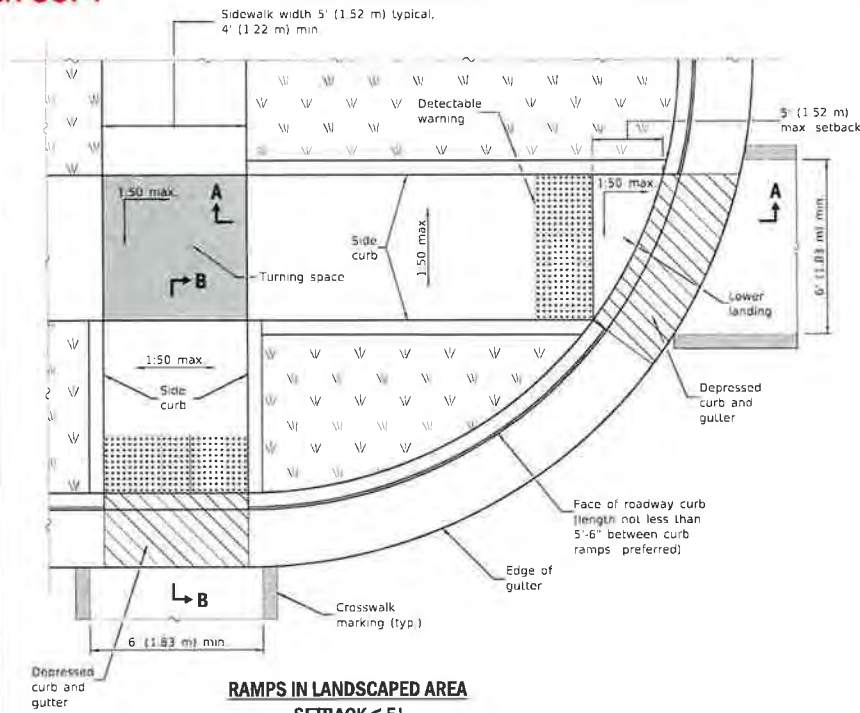 Sidewalk width 5' (1.52 m) typical,
4' (1.22 m) min.
Detectable
warning
5' (1.52 m)
max setback
1:50 max.
A
1:50 max.
A
Side
curb
1:50 max.
B
Turning space
6' (1.83 m) min.
Lower
landing
1:50 max.
Side
curb
Depressed
curb and
gutter
Face of roadway curb
(length not less than
5'-6" between curb
ramps preferred)
Edge of
gutter
B
Crosswalk
marking (typ.)
6 (1.83 m) min.
Depressed
curb and
gutter
RAMPS IN LANDSCAPED AREA
SETBACK < 5'